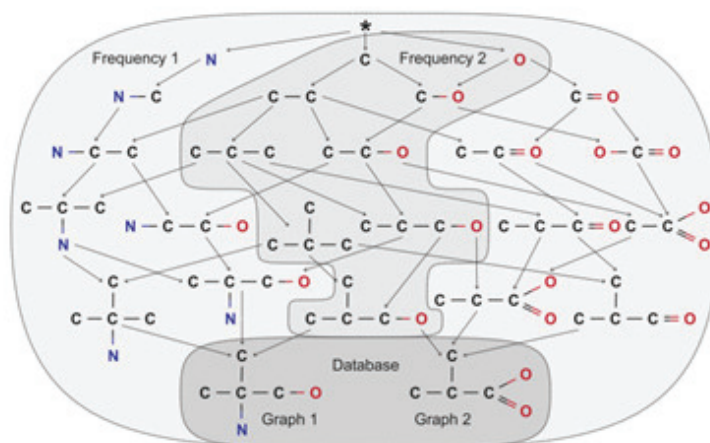 *
Frequency 1 N C Frequency 2 O
N–C C–C C–O C=O
N–C–C C–C–C C–C–O C–C=O O–C=O
C–C–C C O
N–C–C–O C–C–C–O C–C–C=O C–C
N C–C–C O
C C–C–C–O C O C
C–C–C
C–C–C N C–C–C–O O C–C–C=O
N C Database C
O
C–C–C–O C–C–C
O
Graph 1 Graph 2
N